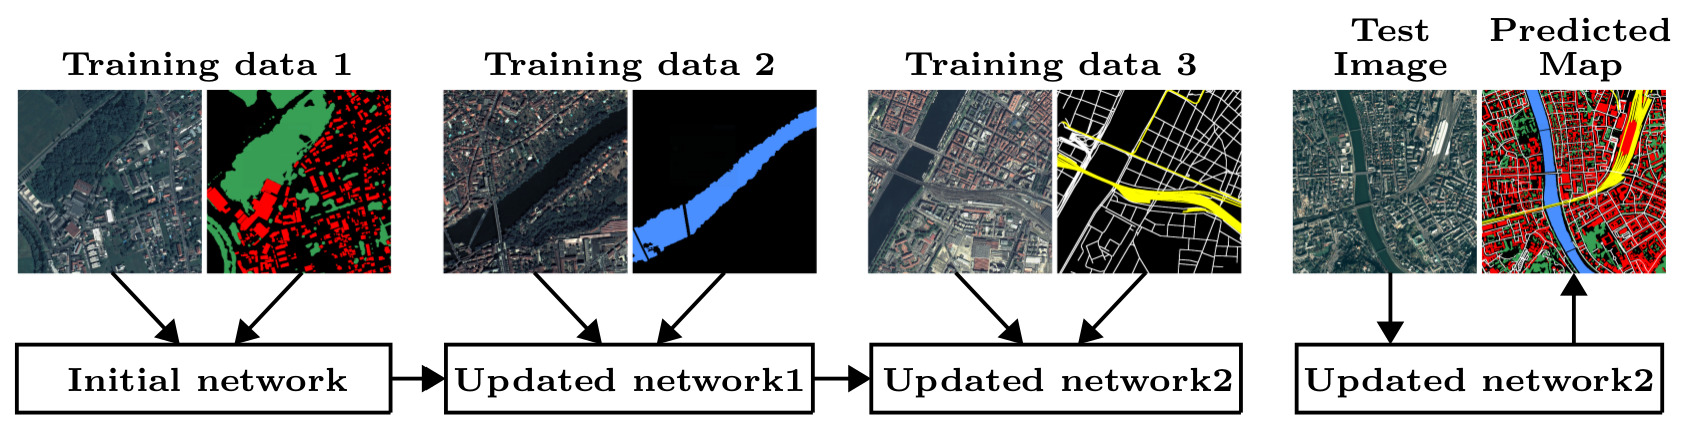 Training data 1
Training data 2
Training data 3
Test
Image
Predicted
Map
Initial network
Updated network1
Updated network2
Updated network2